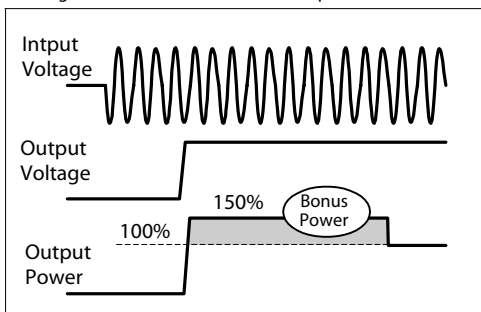 Intput
Voltage
Output
Voltage
150%
Bonus
Power
100%
Output
Power